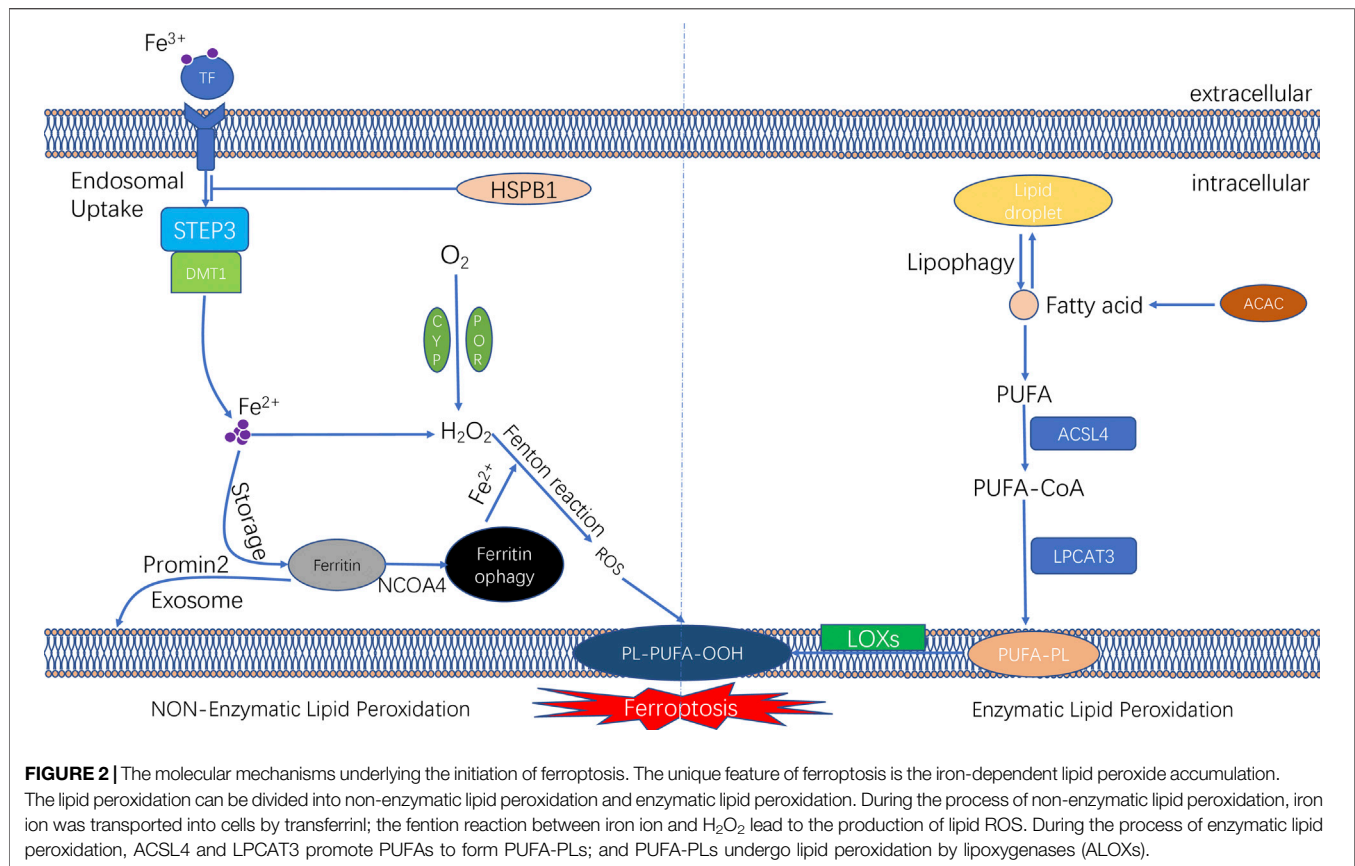 Fe³⁺
TF
extracellular
intracellular
Endosomal
Uptake
HSPB1
STEP3
DMT1
O₂
CYP
POR
Fe²⁺
H₂O₂
Fenton reaction
Fe²⁺
ROS
Storage
Ferritin
NCOA4
Ferritin
ophagy
Promin2
Exosome
Lipid
droplet
Lipophagy
Fatty acid
ACAC
PUFA
ACSL4
PUFA-CoA
LPCAT3
LOXs
PL-PUFA-OOH
PUFA-PL
NON-Enzymatic Lipid Peroxidation
Ferroptosis
Enzymatic Lipid Peroxidation
FIGURE 2 | The molecular mechanisms underlying the initiation of ferroptosis. The unique feature of ferroptosis is the iron-dependent lipid peroxide accumulation.
The lipid peroxidation can be divided into non-enzymatic lipid peroxidation and enzymatic lipid peroxidation. During the process of non-enzymatic lipid peroxidation, iron
ion was transported into cells by transferrinl; the fention reaction between iron ion and H₂O₂ lead to the production of lipid ROS. During the process of enzymatic lipid
peroxidation, ACSL4 and LPCAT3 promote PUFAs to form PUFA-PLs; and PUFA-PLs undergo lipid peroxidation by lipoxygenases (ALOXs).